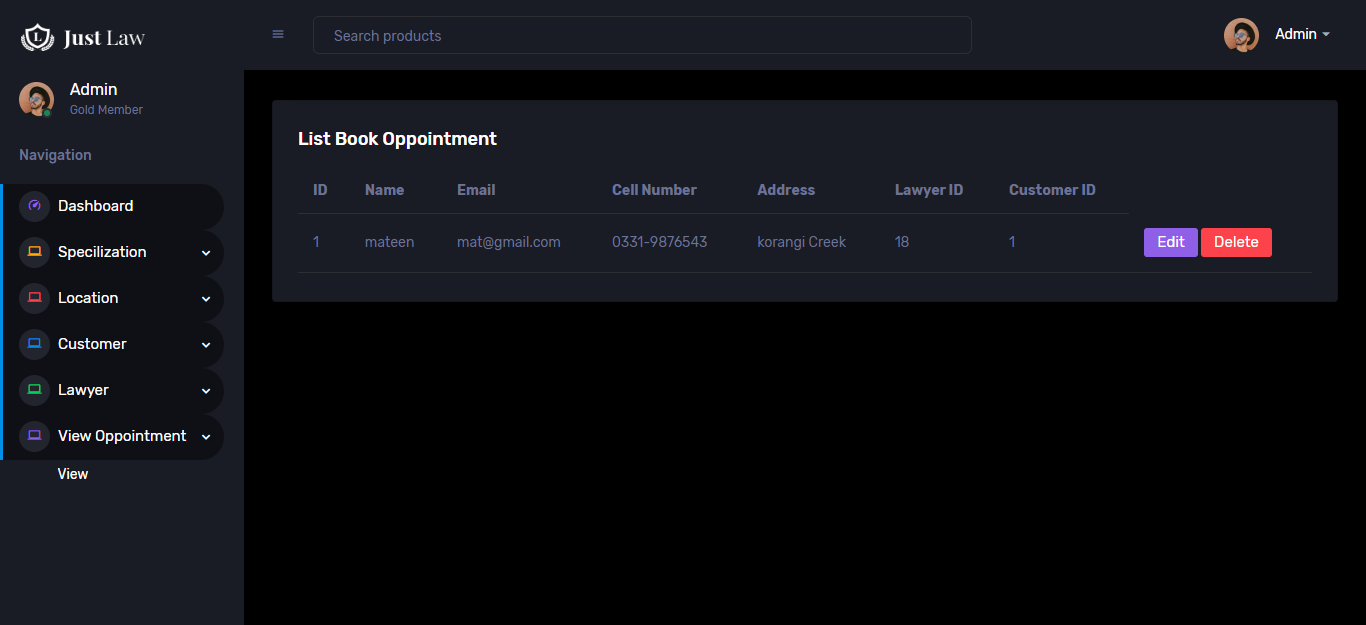 L
Just Law
Search products
Admin
Admin
Gold Member
Navigation
Dashboard
Specilization
Location
Customer
Lawyer
View Oppointment
View
List Book Oppointment
ID Name Email Cell Number Address Lawyer ID Customer ID
1 mateen mat@gmail.com 0331-9876543 korangi Creek 18 1 Edit Delete